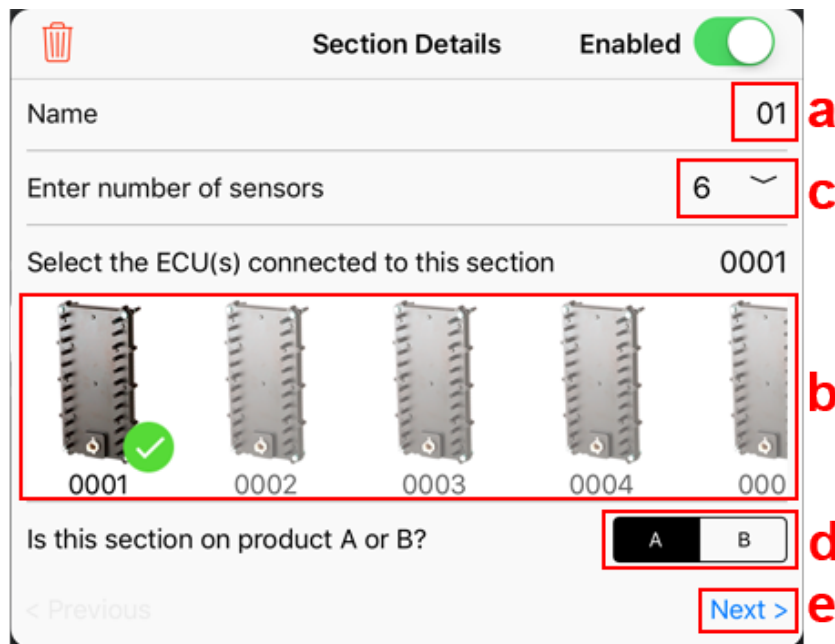 Section Details Enabled
Name 01 a
Enter number of sensors 6 c
Select the ECU(s) connected to this section 0001
b
0001 0002 0003 0004 000
Is this section on product A or B? A B d
< Previous Next > e